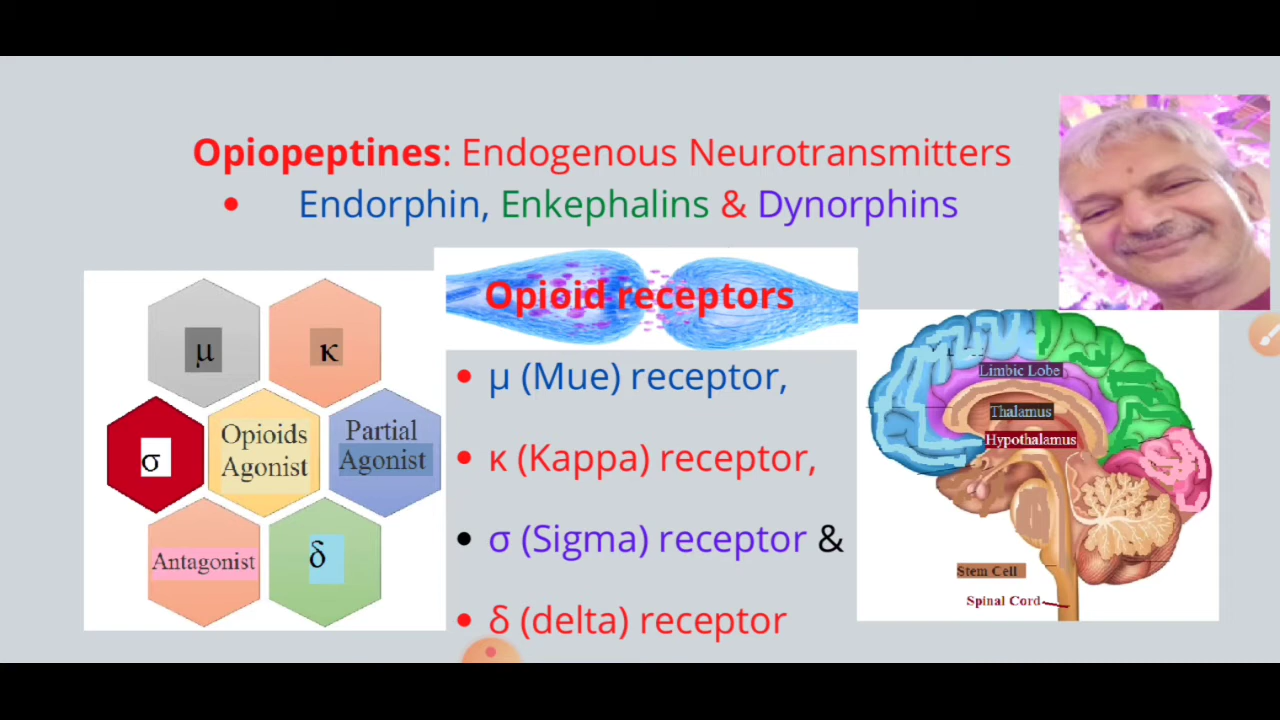 Opiopeptines: Endogenous Neurotransmitters
• Endorphin, Enkephalins & Dynorphins
μ
κ
σ
Opioids
Agonist
Partial
Agonist
Antagonist
δ
Opioid receptors
• μ (Mue) receptor,
• κ (Kappa) receptor,
• σ (Sigma) receptor &
• δ (delta) receptor
Limbic Lobe
Thalamus
Hypothalamus
Stem Cell
Spinal Cord